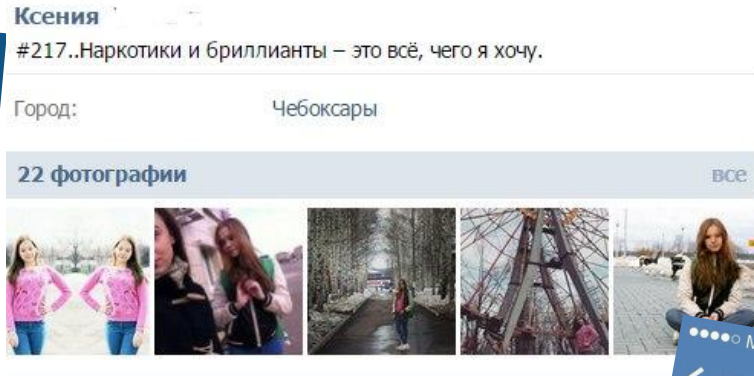 Ксения
#217..Наркотики и бриллианты – это всё, чего я хочу.
Город: Чебоксары
22 фотографии все